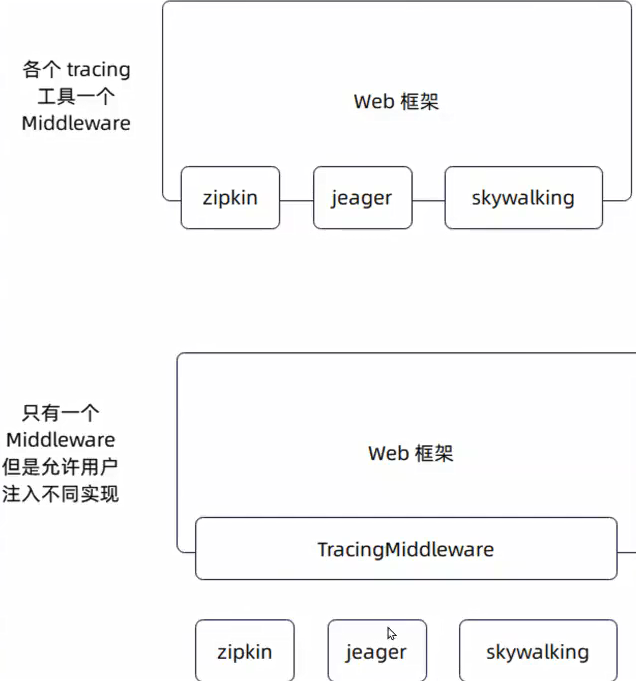 各个 tracing
工具一个
Middleware
Web 框架
zipkin
jeager
skywalking
只有一个
Middleware
但是允许用户
注入不同实现
Web 框架
TracingMiddleware
zipkin
jeager
skywalking